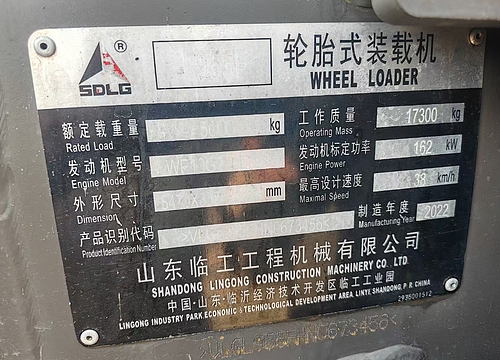 SDLG ®
轮胎式装载机
WHEEL LOADER
额定载重量 kg
Rated Load
工作质量 17300 kg
Operating Mass
发动机型号
Engine Model
发动机标定功率 162 kW
Engine Power
外形尺寸 mm
Dimension
最高设计速度 38 km/h
Maximal Speed
产品识别代码
Product Identification Number
制造年度 2022
Manufacturing Year
山东临工工程机械有限公司
SHANDONG LINGONG CONSTRUCTION MACHINERY CO., LTD.
中国·山东·临沂经济技术开发区临工工业园
LINGONG INDUSTRY PARK, ECONOMIC & TECHNOLOGICAL DEVELOPMENT AREA, LINYI, SHANDONG, P. R. CHINA
2935001512